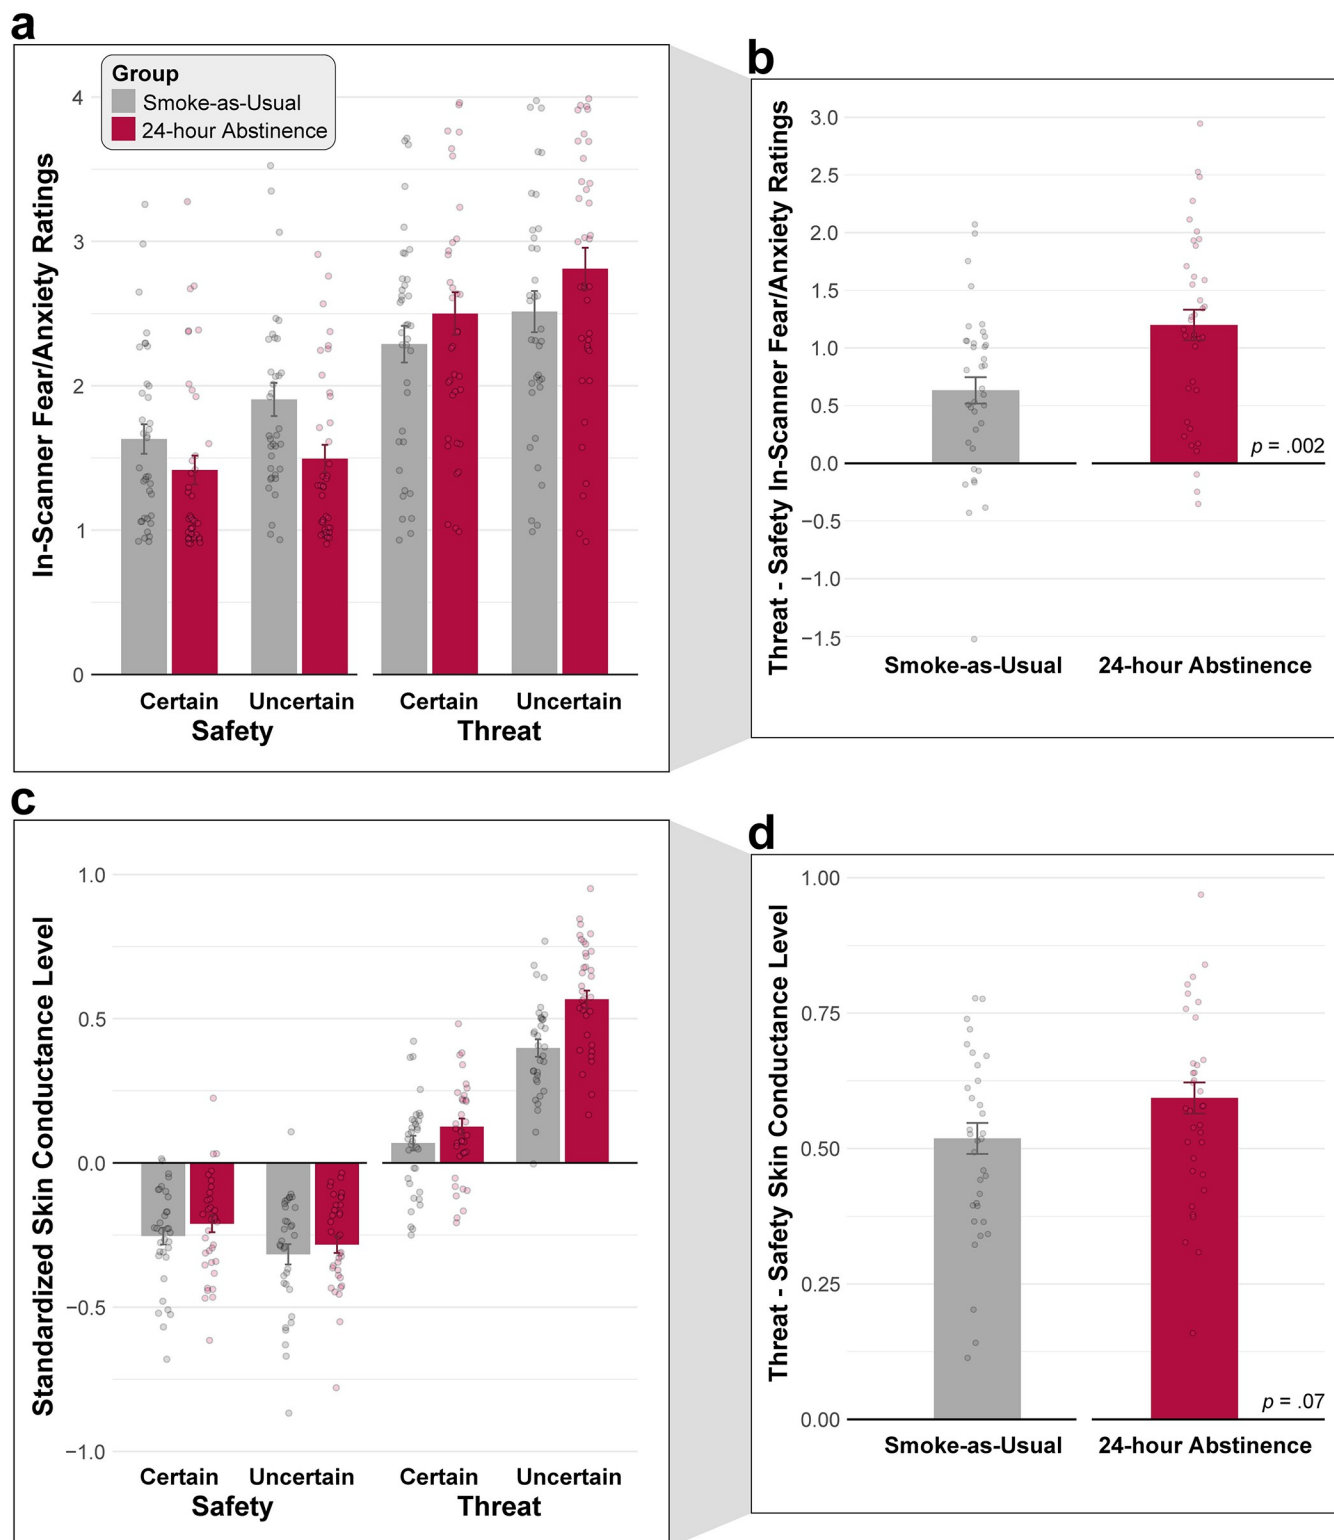 a
Group
Smoke-as-Usual
24-hour Abstinence
In-Scanner Fear/Anxiety Ratings
4
3
2
1
0
Certain Uncertain Certain Uncertain
Safety Threat
b
Threat - Safety In-Scanner Fear/Anxiety Ratings
3.0
2.5
2.0
1.5
1.0
0.5
0.0
−0.5
−1.0
−1.5
p = .002
Smoke-as-Usual 24-hour Abstinence
c
Standardized Skin Conductance Level
1.0
0.5
0.0
−0.5
−1.0
Certain Uncertain Certain Uncertain
Safety Threat
d
Threat - Safety Skin Conductance Level
1.00
0.75
0.50
0.25
0.00
p = .07
Smoke-as-Usual 24-hour Abstinence